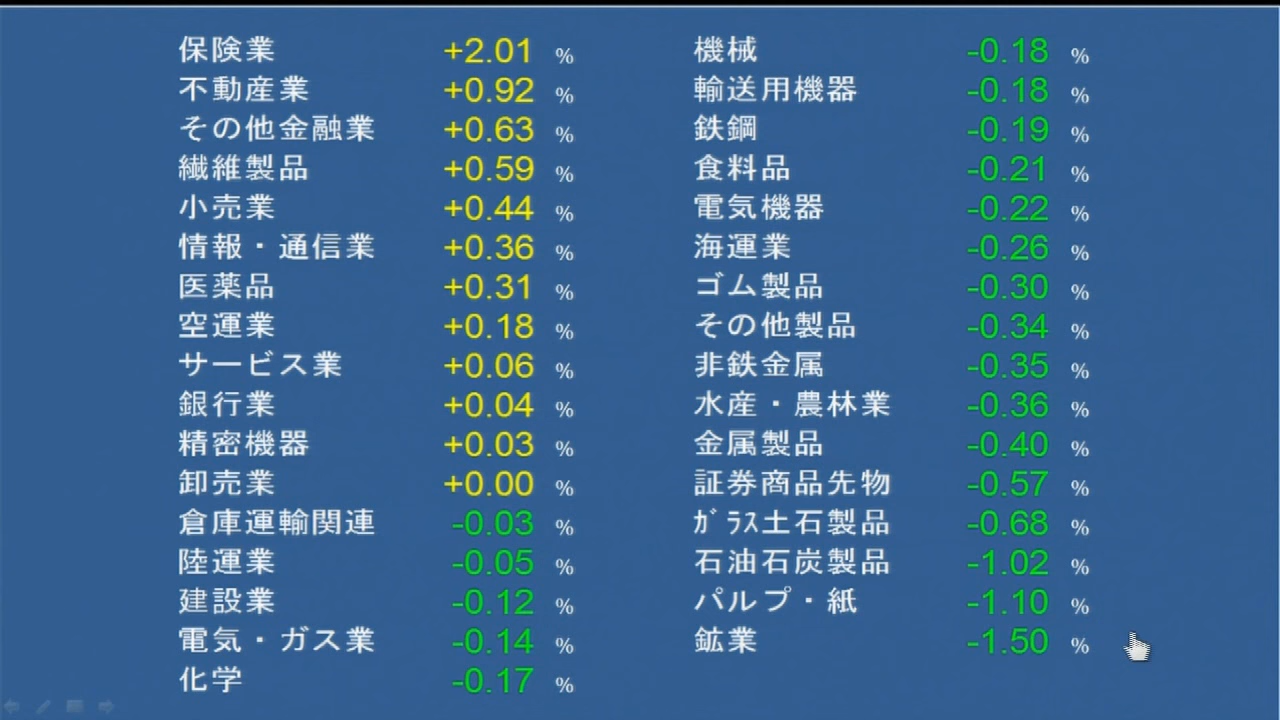 保険業 +2.01 %
不動産業 +0.92 %
その他金融業 +0.63 %
繊維製品 +0.59 %
小売業 +0.44 %
情報・通信業 +0.36 %
医薬品 +0.31 %
空運業 +0.18 %
サービス業 +0.06 %
銀行業 +0.04 %
精密機器 +0.03 %
卸売業 +0.00 %
倉庫運輸関連 -0.03 %
陸運業 -0.05 %
建設業 -0.12 %
電気・ガス業 -0.14 %
化学 -0.17 %
機械 -0.18 %
輸送用機器 -0.18 %
鉄鋼 -0.19 %
食料品 -0.21 %
電気機器 -0.22 %
海運業 -0.26 %
ゴム製品 -0.30 %
その他製品 -0.34 %
非鉄金属 -0.35 %
水産・農林業 -0.36 %
金属製品 -0.40 %
証券商品先物 -0.57 %
ｶﾞﾗｽ土石製品 -0.68 %
石油石炭製品 -1.02 %
パルプ・紙 -1.10 %
鉱業 -1.50 %